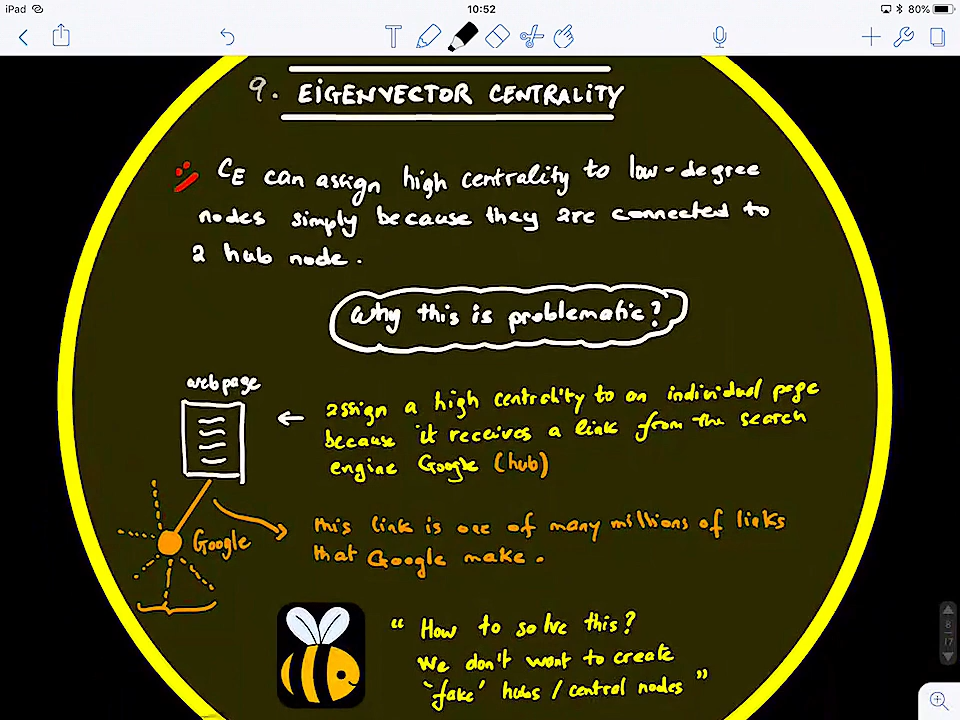 iPad
10:52
80%
9. EIGENVECTOR CENTRALITY
CE can assign high centrality to low-degree
nodes simply because they are connected to
a hub node.
Why this is problematic?
webpage
assign a high centrality to an individual page
because it receives a link from the search
engine Google (hub)
Google
this link is one of many millions of links
that Google make.
"How to solve this?
We don't want to create
'fake' hubs / central nodes"
8
17